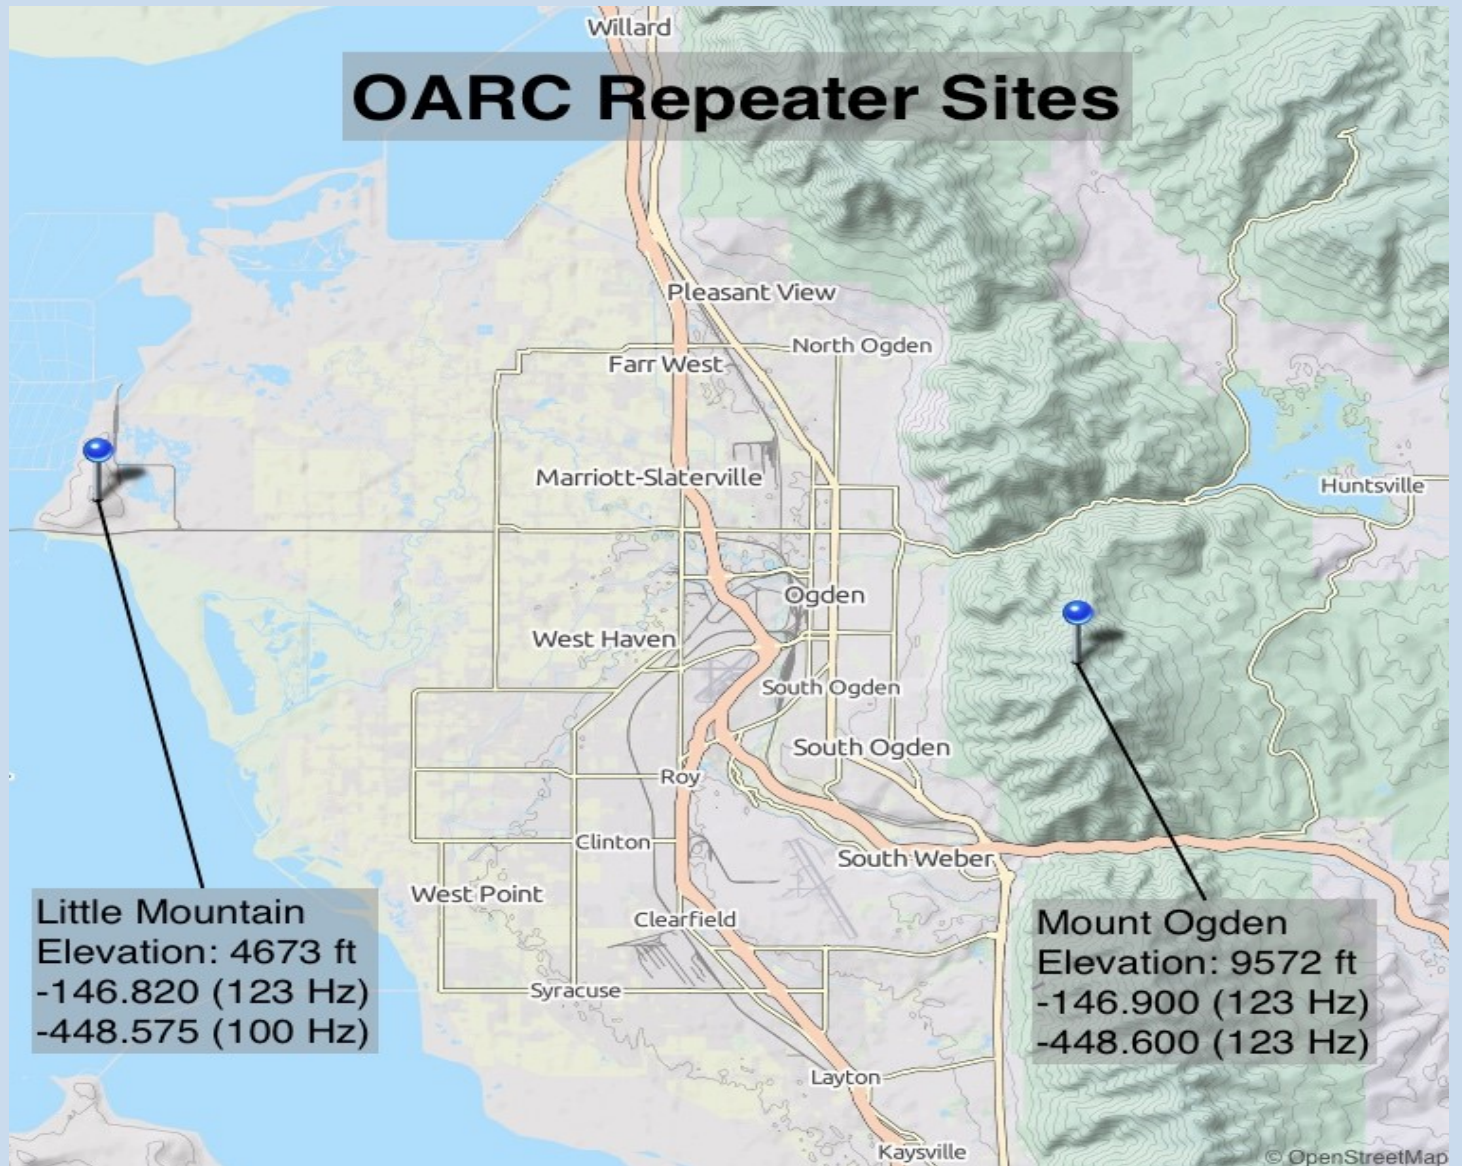 Willard
OARC Repeater Sites
Pleasant View
North Ogden
Farr West
Marriott-Slaterville
Huntsville
Ogden
West Haven
South Ogden
South Ogden
Roy
Clinton
South Weber
West Point
Clearfield
Little Mountain
Elevation: 4673 ft
-146.820 (123 Hz)
-448.575 (100 Hz)
Mount Ogden
Elevation: 9572 ft
-146.900 (123 Hz)
-448.600 (123 Hz)
Syracuse
Layton
Kaysville
© OpenStreetMap